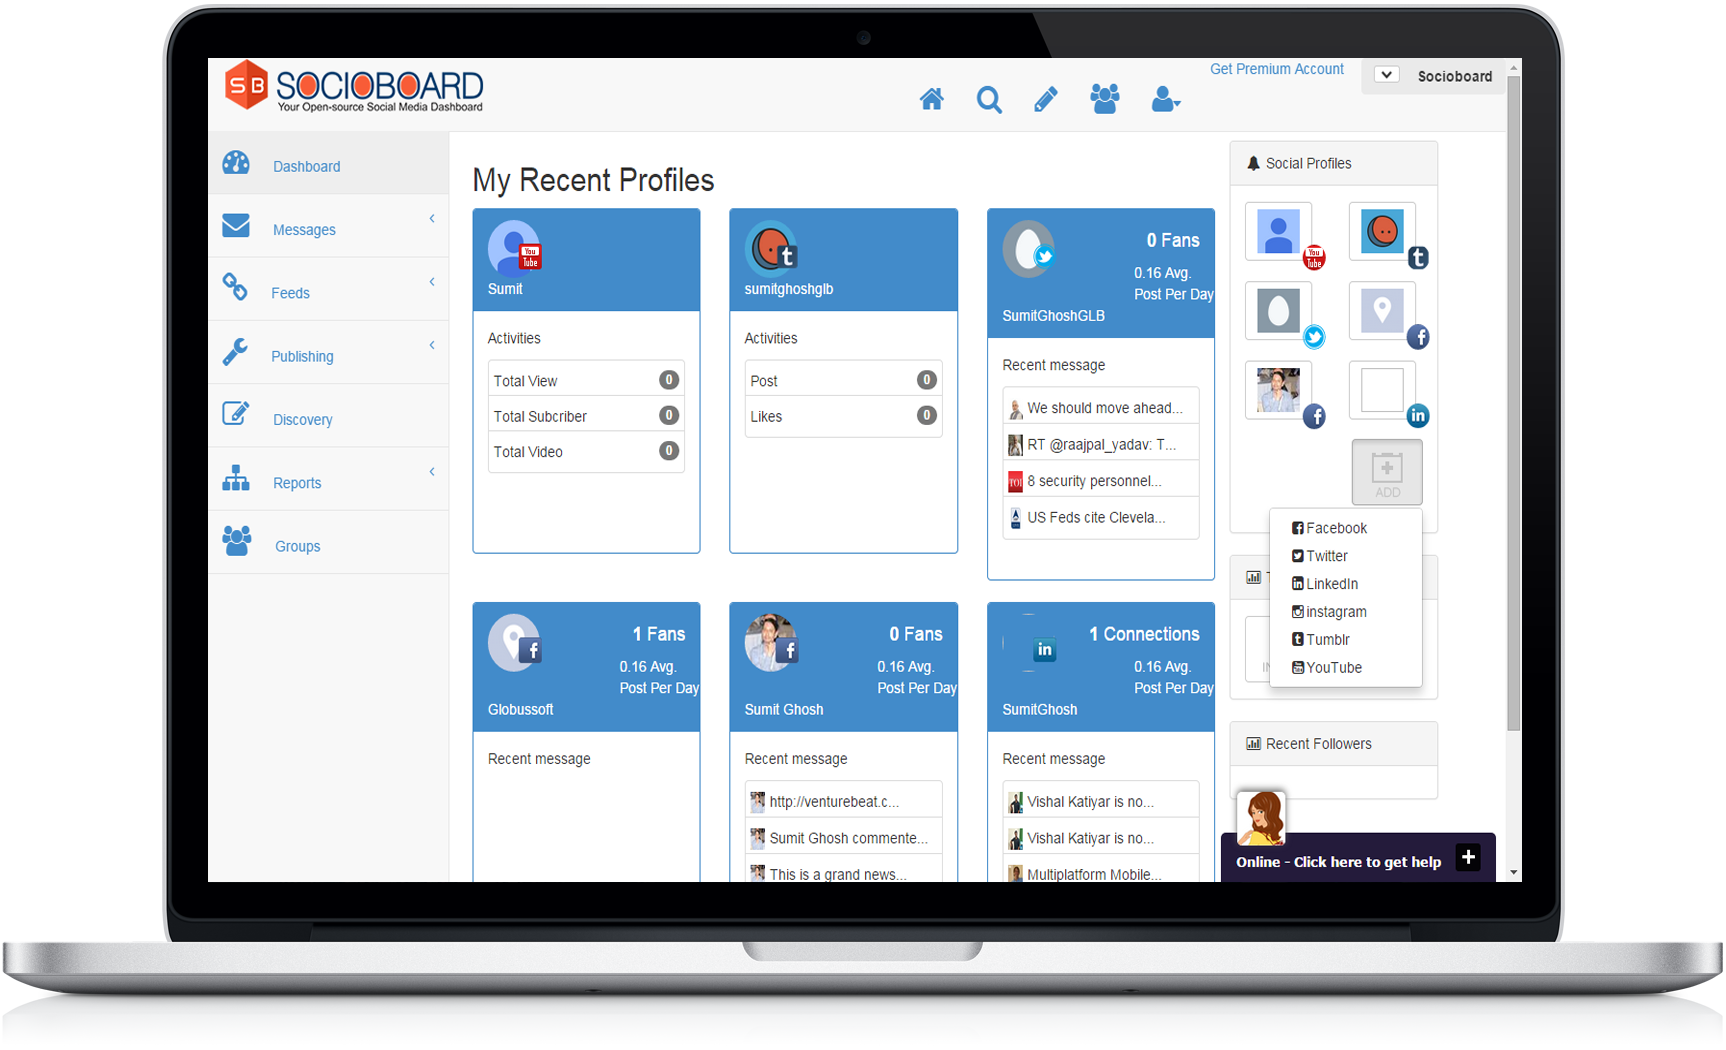 SB SOCIOBOARD
Your Open-source Social Media Dashboard
Get Premium Account
Socioboard
Dashboard
Messages
Feeds
Publishing
Discovery
Reports
Groups
My Recent Profiles
You
Tube
Sumit
Activities
Total View 0
Total Subcriber 0
Total Video 0
t
sumitghoshglb
Activities
Post 0
Likes 0
0 Fans
0.16 Avg.
Post Per Day
SumitGhoshGLB
Recent message
We should move ahead...
RT @raajpal_yadav: T...
TOI
8 security personnel...
US Feds cite Clevela...
f
1 Fans
0.16 Avg.
Post Per Day
Globussoft
Recent message
f
0 Fans
0.16 Avg.
Post Per Day
Sumit Ghosh
Recent message
http://venturebeat.c...
Sumit Ghosh commente...
This is a grand news...
in
1 Connections
0.16 Avg.
Post Per Day
SumitGhosh
Recent message
Vishal Katiyar is no...
Vishal Katiyar is no...
Multiplatform Mobile...
Social Profiles
You
Tube
t
f
f
in
ADD
Facebook
Twitter
LinkedIn
instagram
Tumblr
YouTube
Recent Followers
Online - Click here to get help